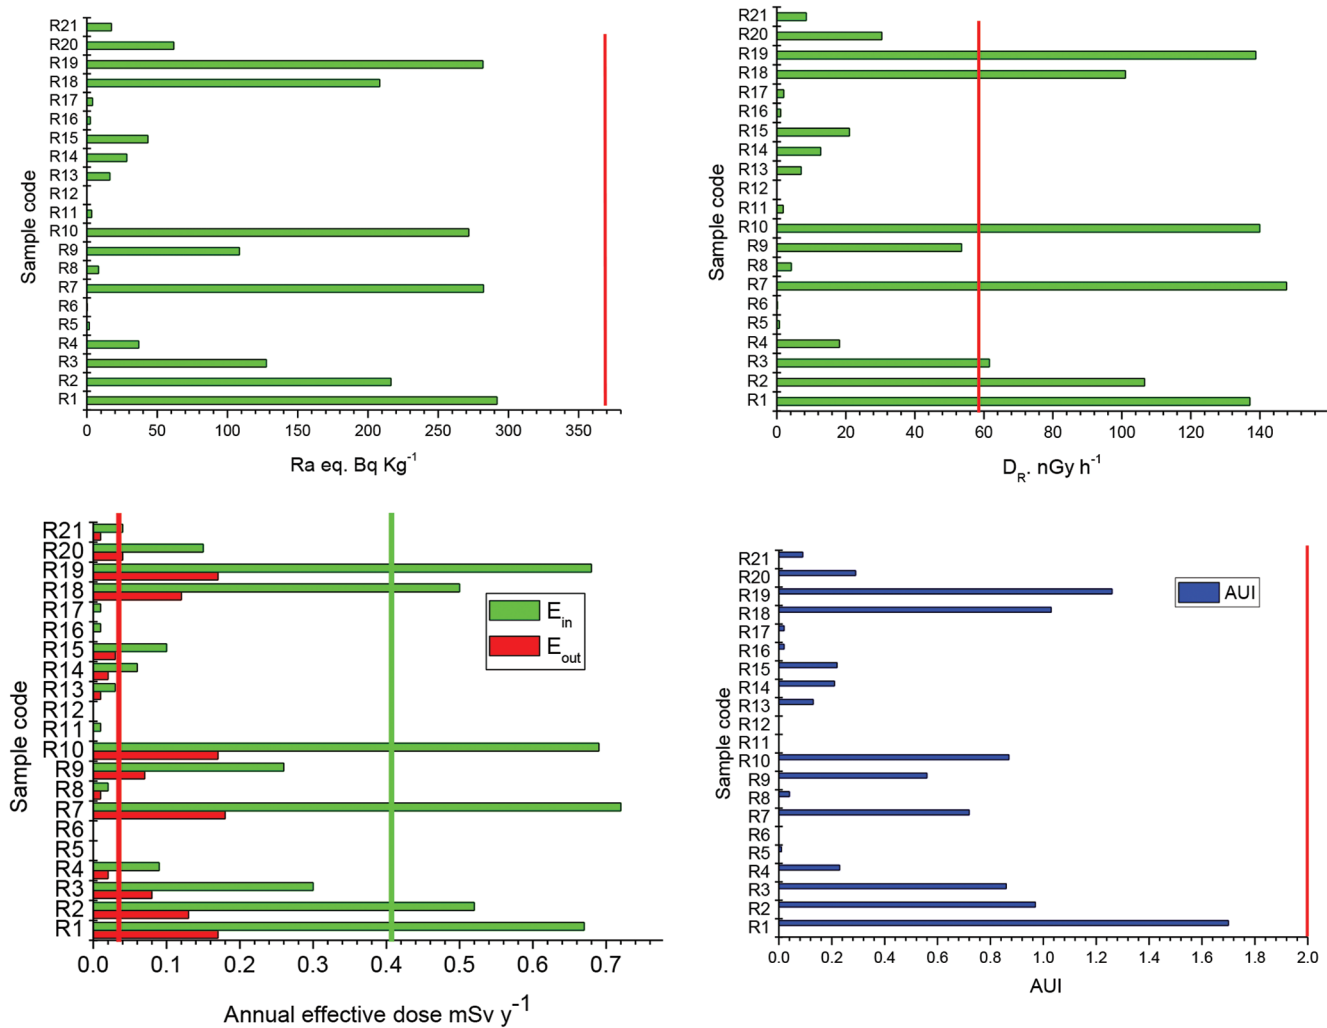 R21
R20
R19
R18
R17
R16
R15
R14
R13
R12
R11
R10
R9
R8
R7
R6
R5
R4
R3
R2
R1
Sample code
0 50 100 150 200 250 300 350
Ra eq. Bq Kg-1
R21
R20
R19
R18
R17
R16
R15
R14
R13
R12
R11
R10
R9
R8
R7
R6
R5
R4
R3
R2
R1
Sample code
0 20 40 60 80 100 120 140
DR. nGy h-1
R21
R20
R19
R18
R17
R16
R15
R14
R13
R12
R11
R10
R9
R8
R7
R6
R5
R4
R3
R2
R1
Sample code
Ein
Eout
0.0 0.1 0.2 0.3 0.4 0.5 0.6 0.7
Annual effective dose mSv y-1
R21
R20
R19
R18
R17
R16
R15
R14
R13
R12
R11
R10
R9
R8
R7
R6
R5
R4
R3
R2
R1
Sample code
AUI
0.0 0.2 0.4 0.6 0.8 1.0 1.2 1.4 1.6 1.8 2.0
AUI